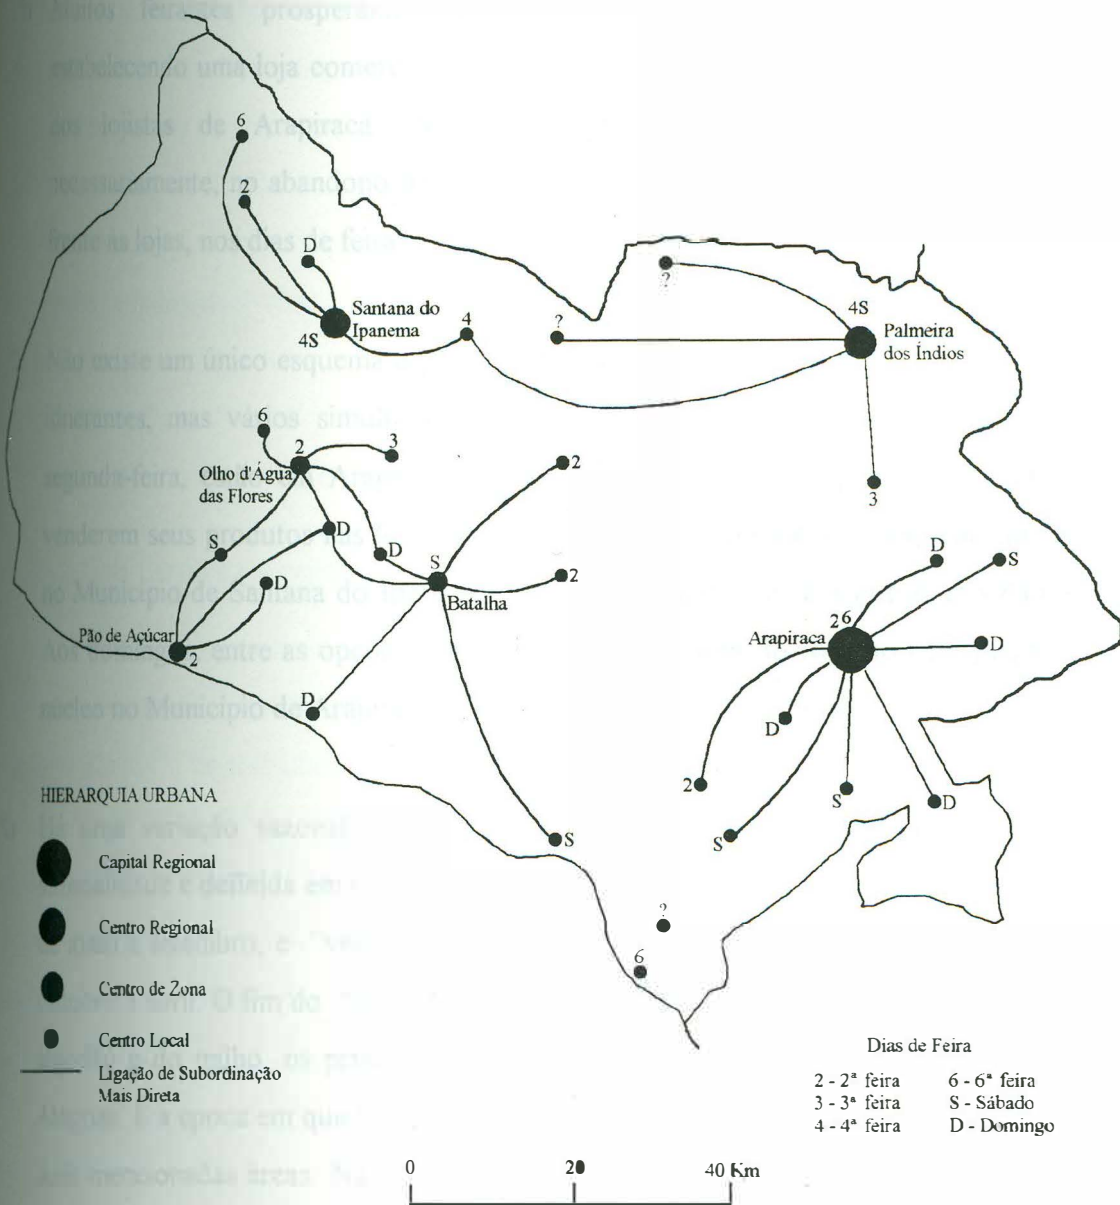 6
2
D
Santana do
Ipanema
4S
4
?
?
4S
Palmeira
dos Índios
3
6
2
3
Olho d'Água
das Flores
2
S
D
D
D
S
2
Batalha
Pão de Açúcar
2
D
D
S
2 6
Arapiraca
D
D
2
S
S
D
S
?
6
HIERARQUIA URBANA
Capital Regional
Centro Regional
Centro de Zona
Centro Local
Ligação de Subordinação
Mais Direta
Dias de Feira
2 - 2ª feira 6 - 6ª feira
3 - 3ª feira S - Sábado
4 - 4ª feira D - Domingo
0 20 40 Km